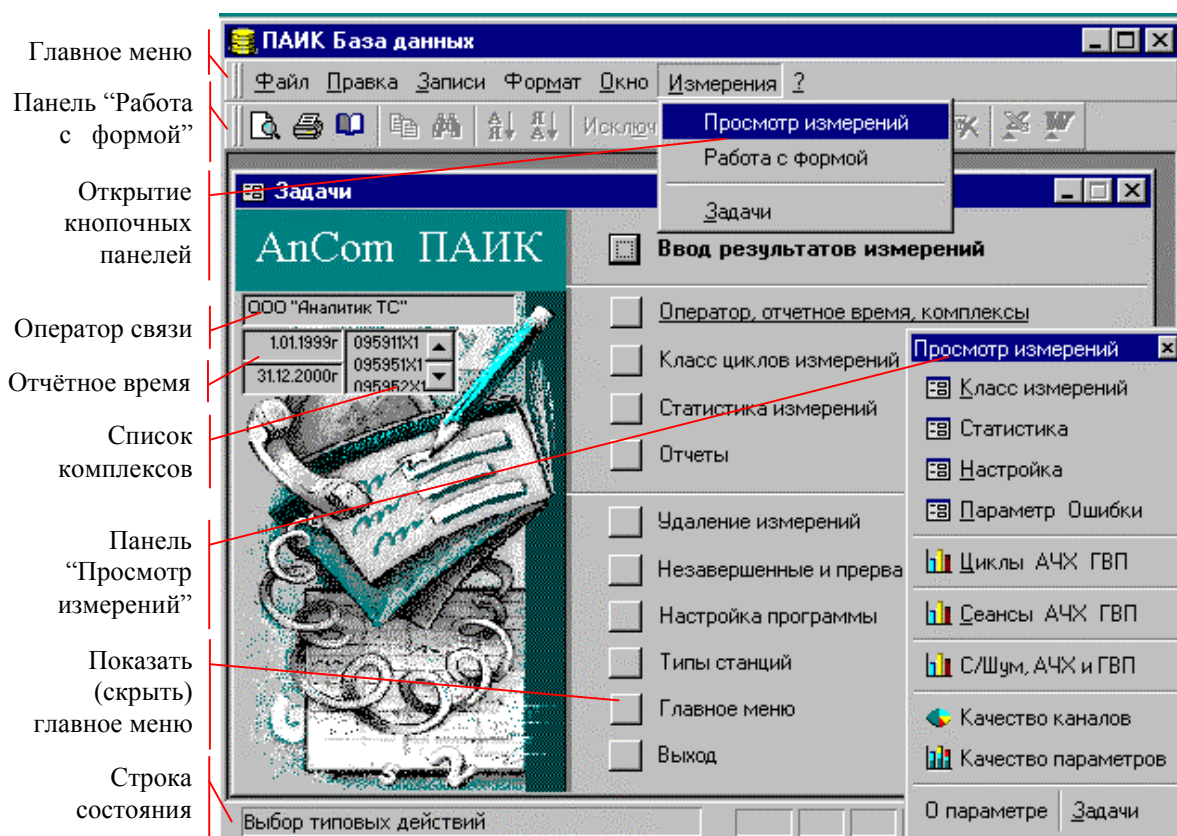 Главное меню
Панель “Работа
с формой”
Открытие
кнопочных
панелей
Оператор связи
Отчётное время
Список
комплексов
Панель
“Просмотр
измерений”
Показать
(скрыть)
главное меню
Строка
состояния
ПАИК База данных
Файл Правка Записи Формат Окно Измерения ?
Исключ
Просмотр измерений
Работа с формой
Задачи
Задачи
AnCom ПАИК
ООО "Аналитик ТС"
1.01.1999г
31.12.2000г
095911X1
095951X1
095952X1
Ввод результатов измерений
Оператор, отчетное время, комплексы
Класс циклов измерений
Статистика измерений
Отчеты
Удаление измерений
Незавершенные и прерва
Настройка программы
Типы станций
Главное меню
Выход
Просмотр измерений
Класс измерений
Статистика
Настройка
Параметр Ошибки
Циклы АЧХ ГВП
Сеансы АЧХ ГВП
С/Шум, АЧХ и ГВП
Качество каналов
Качество параметров
О параметре Задачи
Выбор типовых действий